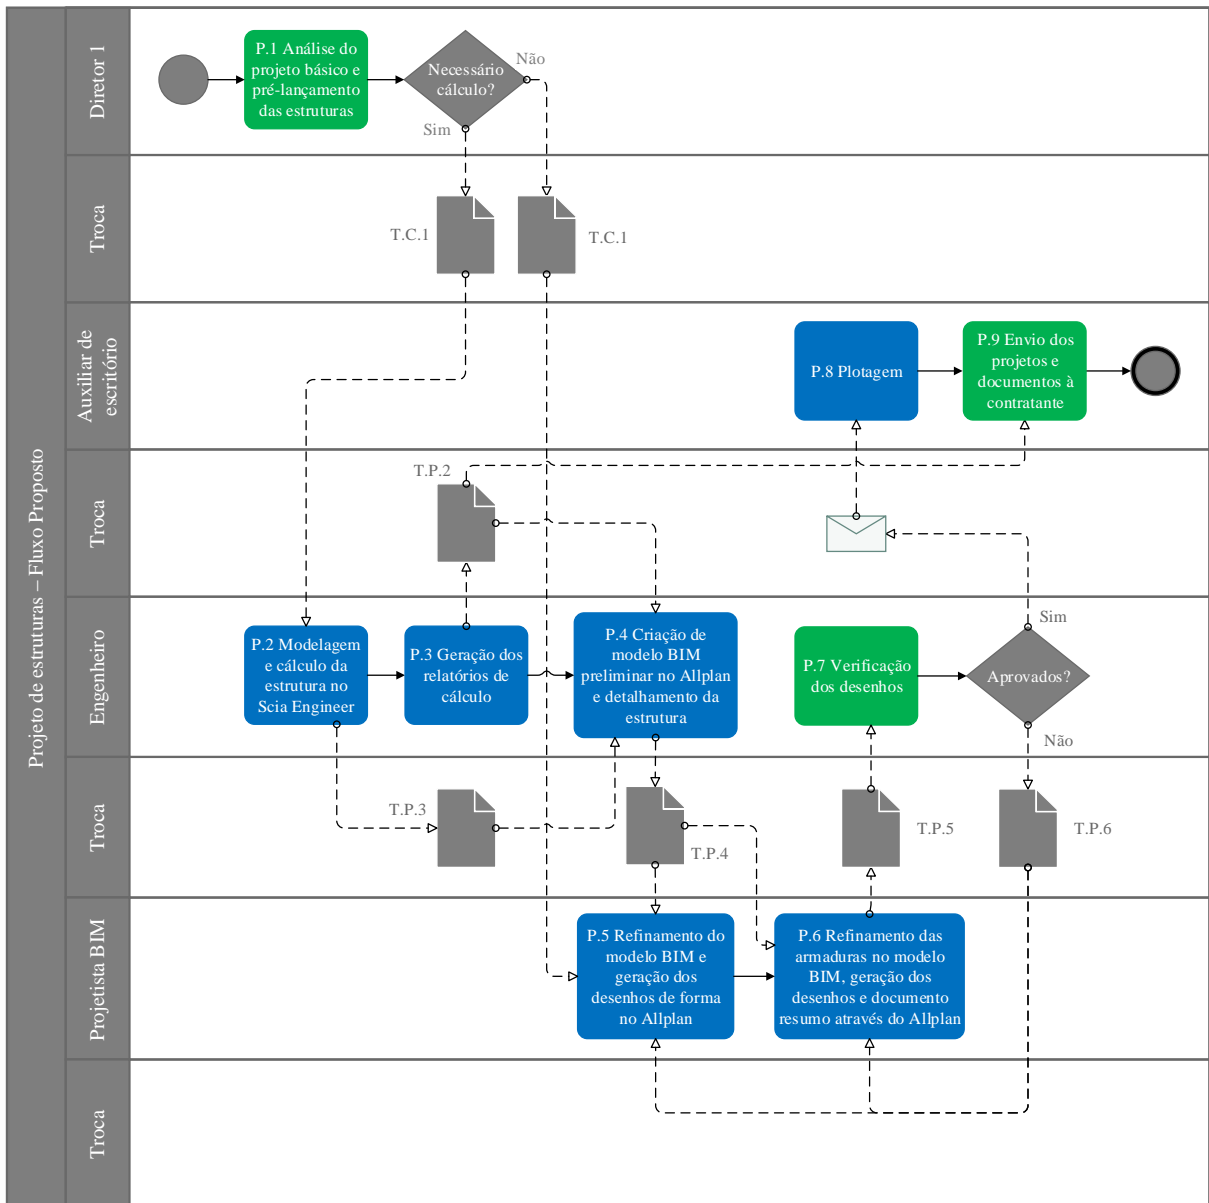 Projeto de estruturas – Fluxo Proposto
Diretor 1
P.1 Análise do
projeto básico e
pré-lançamento
das estruturas
Necessário
cálculo?
Não
Sim
Troca
T.C.1
T.C.1
Auxiliar de
escritório
P.8 Plotagem
P.9 Envio dos
projetos e
documentos à
contratante
Troca
T.P.2
Engenheiro
P.2 Modelagem
e cálculo da
estrutura no
Scia Engineer
P.3 Geração dos
relatórios de
cálculo
P.4 Criação de
modelo BIM
preliminar no Allplan
e detalhamento da
estrutura
P.7 Verificação
dos desenhos
Aprovados?
Sim
Não
Troca
T.P.3
T.P.4
T.P.5
T.P.6
Projetista BIM
P.5 Refinamento do
modelo BIM e
geração dos
desenhos de forma
no Allplan
P.6 Refinamento das
armaduras no modelo
BIM, geração dos
desenhos e documento
resumo através do Allplan
Troca